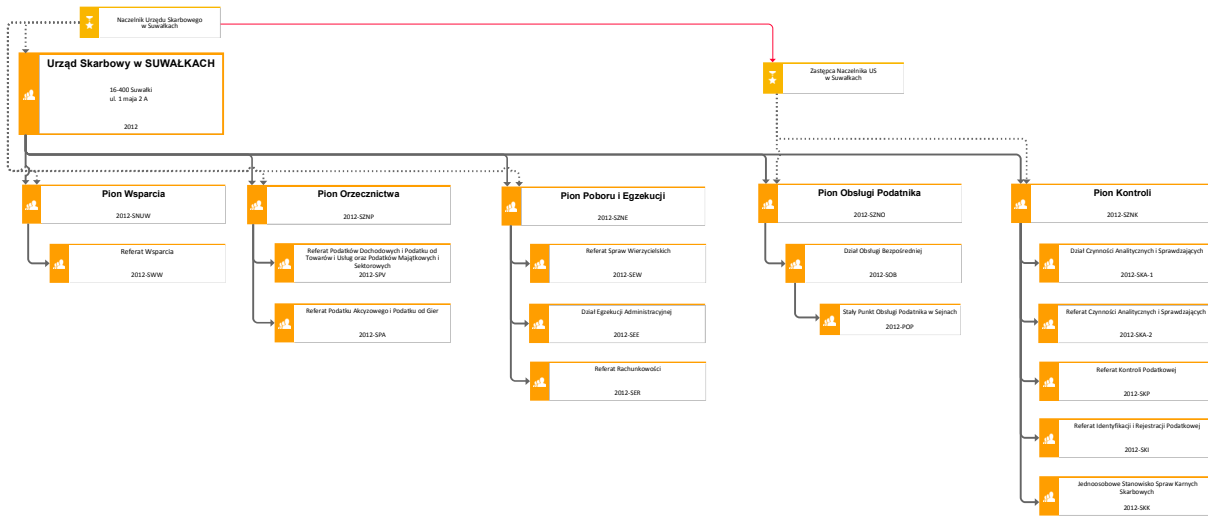 Naczelnik Urzędu Skarbowego
w Suwałkach
Urząd Skarbowy w SUWAŁKACH
16-400 Suwałki
ul. 1 maja 2 A
2012
Zastępca Naczelnika US
w Suwałkach
Pion Wsparcia
2012-SNUW
Referat Wsparcia
2012-SWW
Pion Orzecznictwa
2012-SZNP
Referat Podatków Dochodowych i Podatku od
Towarów i Usług oraz Podatków Majątkowych i
Sektorowych
2012-SPV
Referat Podatku Akcyzowego i Podatku od Gier
2012-SPA
Pion Poboru i Egzekucji
2012-SZNE
Referat Spraw Wierzycielskich
2012-SEW
Dział Egzekucji Administracyjnej
2012-SEE
Referat Rachunkowości
2012-SER
Pion Obsługi Podatnika
2012-SZNO
Dział Obsługi Bezpośredniej
2012-SOB
Stały Punkt Obsługi Podatnika w Sejnach
2012-POP
Pion Kontroli
2012-SZNK
Dział Czynności Analitycznych i Sprawdzających
2012-SKA-1
Referat Czynności Analitycznych i Sprawdzających
2012-SKA-2
Referat Kontroli Podatkowej
2012-SKP
Referat Identyfikacji i Rejestracji Podatkowej
2012-SKI
Jednoosobowe Stanowisko Spraw Karnych
Skarbowych
2012-SKK